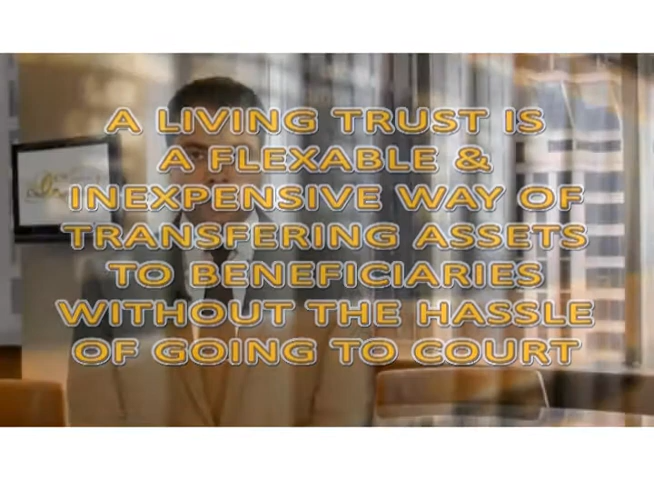 A LIVING TRUST IS
A FLEXABLE &
INEXPENSIVE WAY OF
TRANSFERING ASSETS
TO BENEFICIARIES
WITHOUT THE HASSLE
OF GOING TO COURT